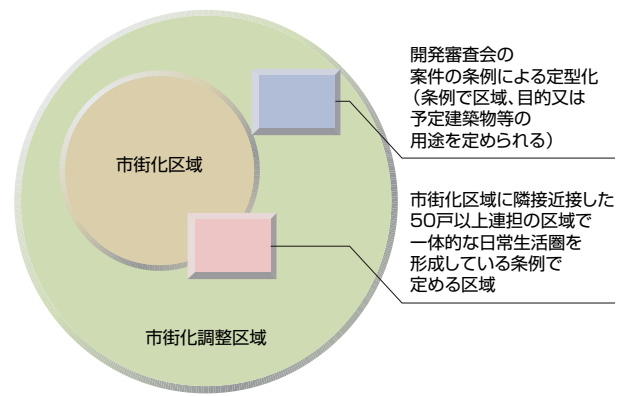 開発審査会の
案件の条例による定型化
（条例で区域、目的又は
予定建築物等の
用途を定められる）
市街化区域
市街化区域に隣接近接した
50戸以上連担の区域で
一体的な日常生活圏を
形成している条例で
定める区域
市街化調整区域